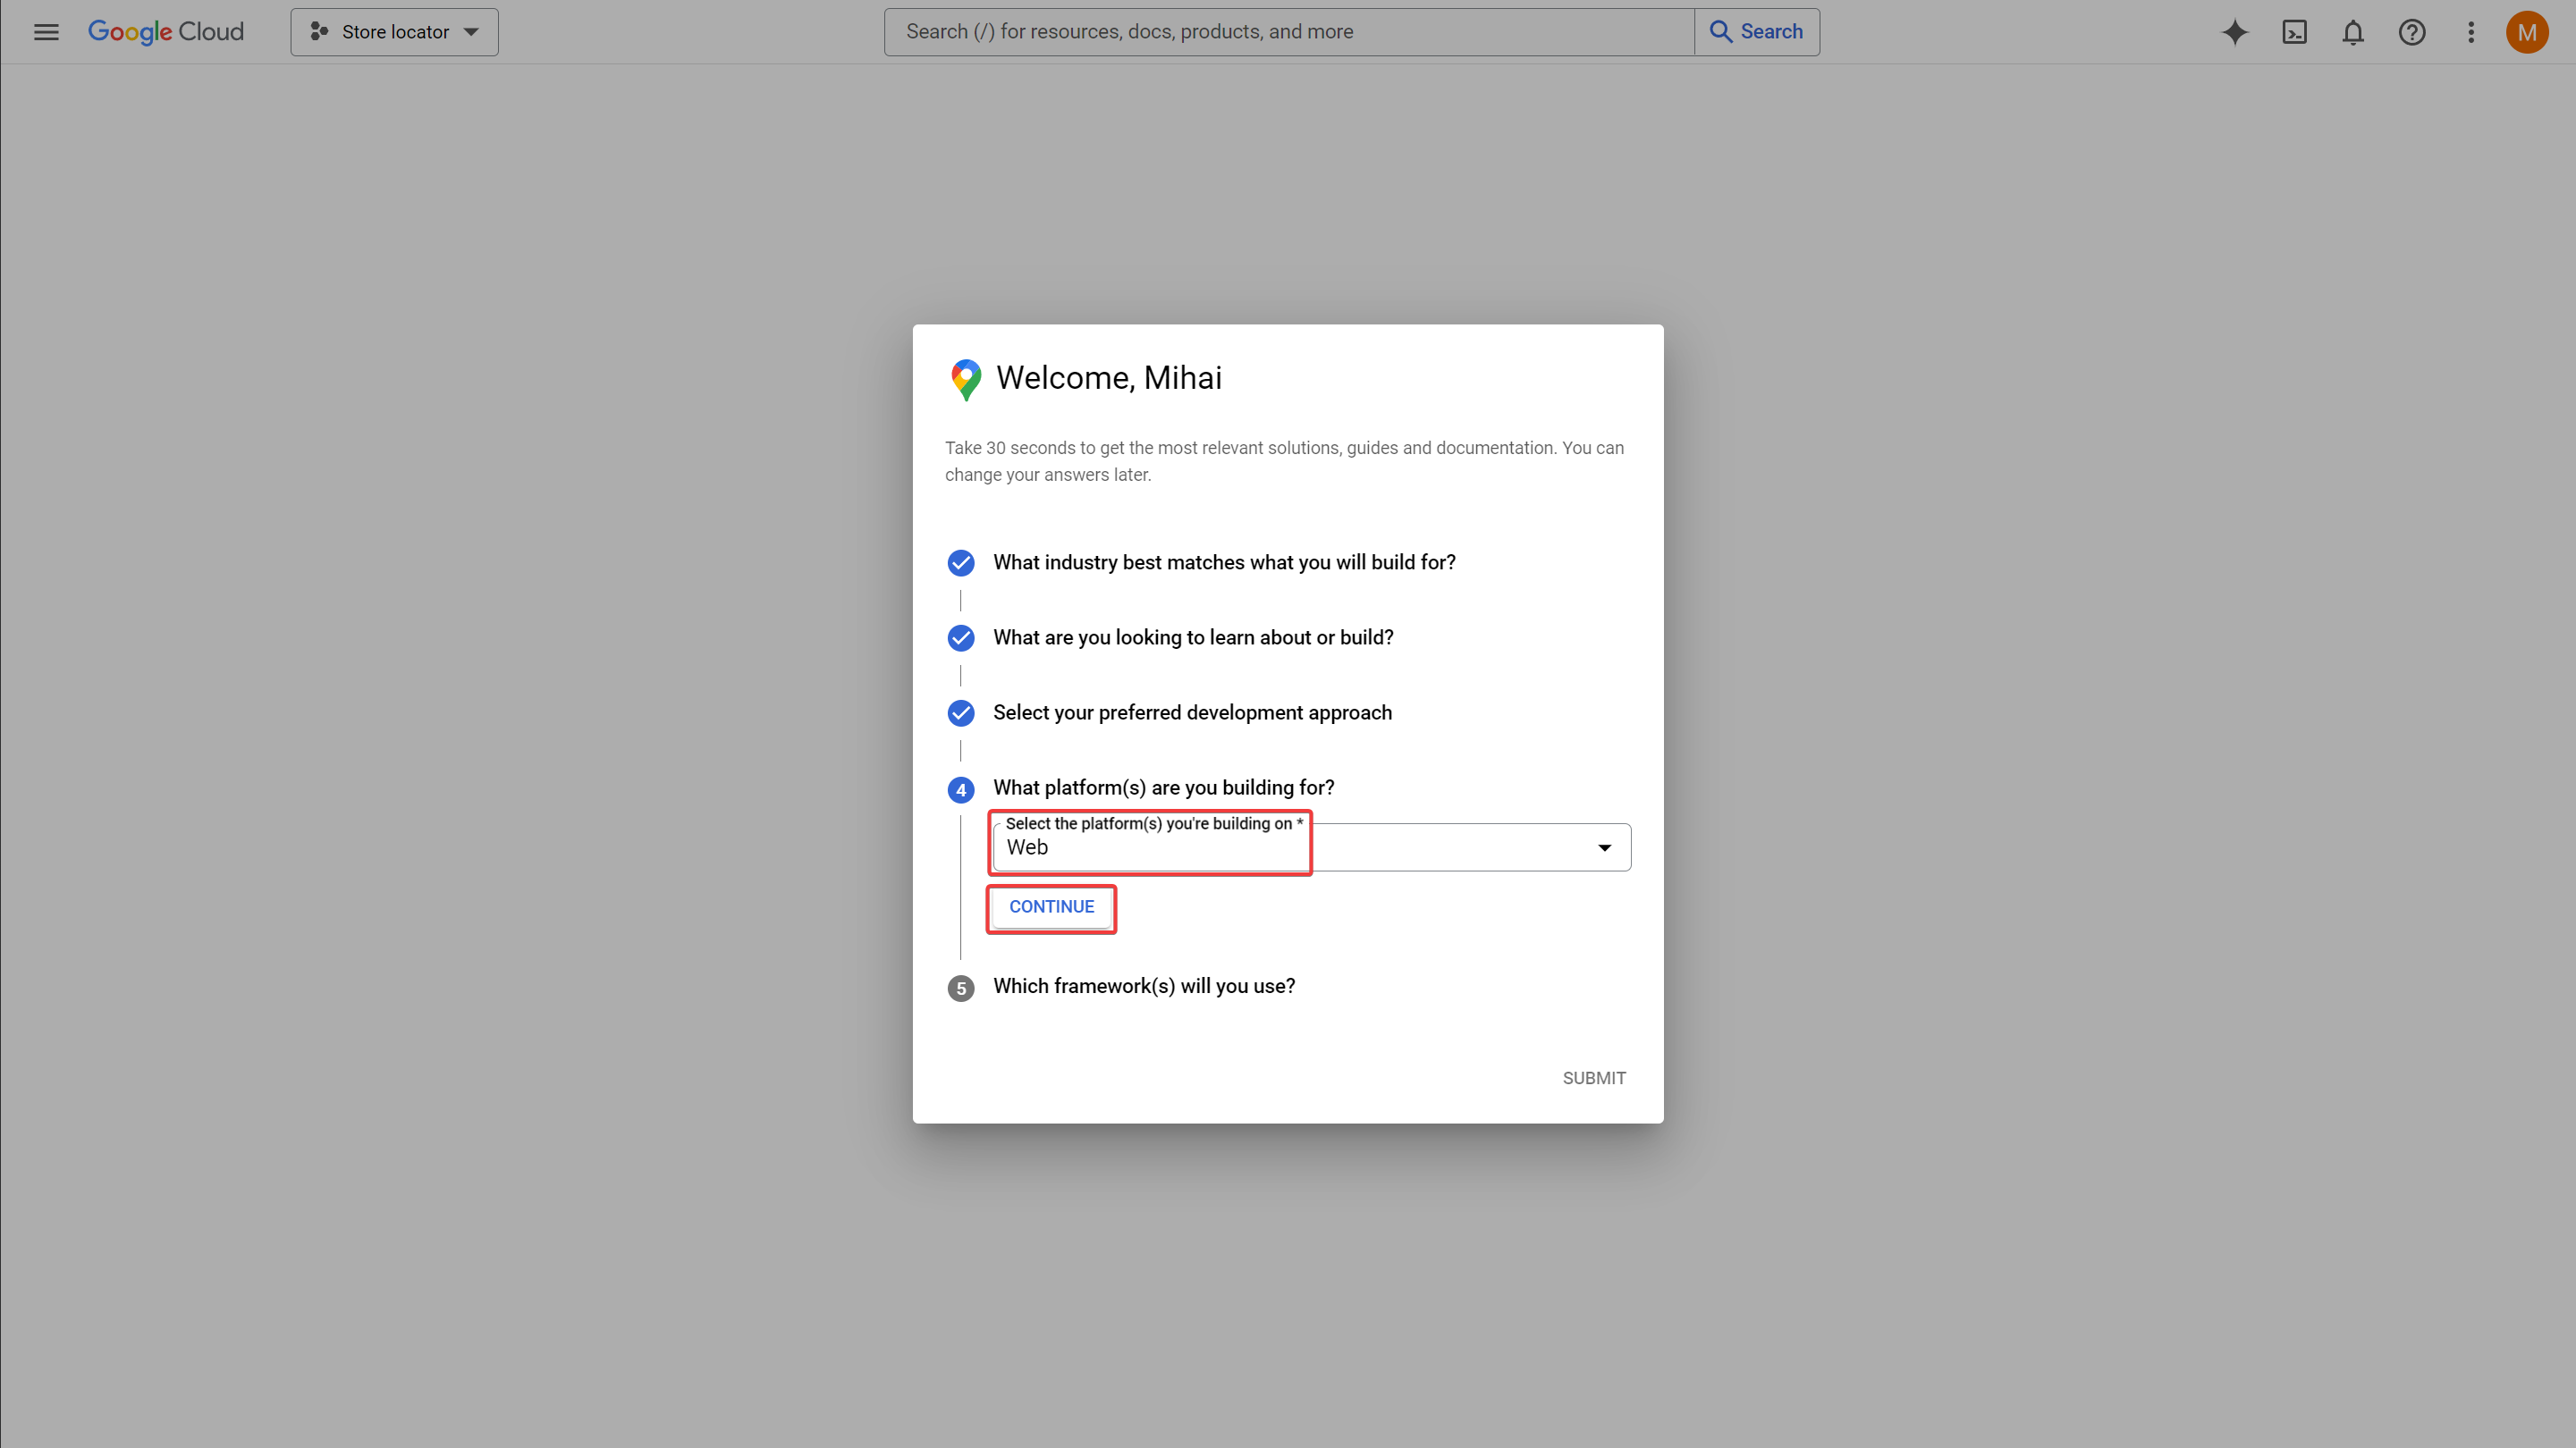 Google Cloud
Store locator
Search (/) for resources, docs, products, and more
Search
M
Welcome, Mihai
Take 30 seconds to get the most relevant solutions, guides and documentation. You can
change your answers later.
What industry best matches what you will build for?
What are you looking to learn about or build?
Select your preferred development approach
4 What platform(s) are you building for?
Select the platform(s) you're building on *
Web
CONTINUE
5 Which framework(s) will you use?
SUBMIT